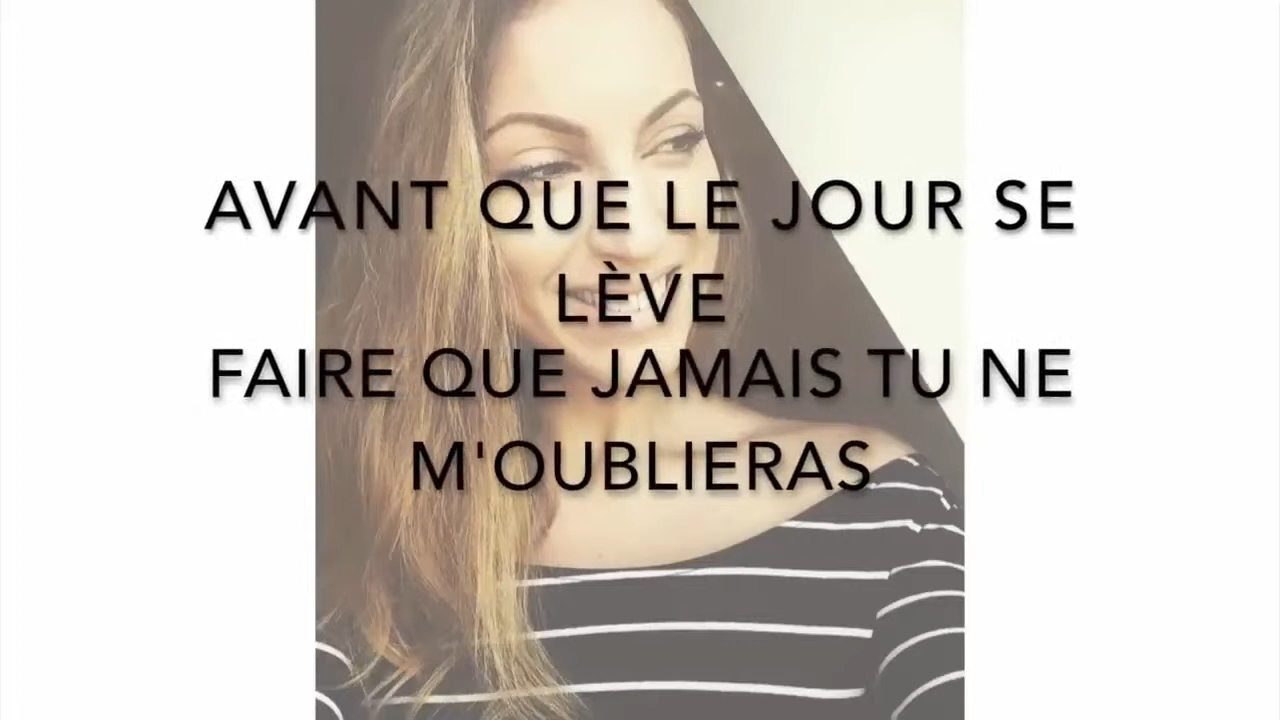 AVANT QUE LE JOUR SE
LÈVE
FAIRE QUE JAMAIS TU NE
M'OUBLIERAS